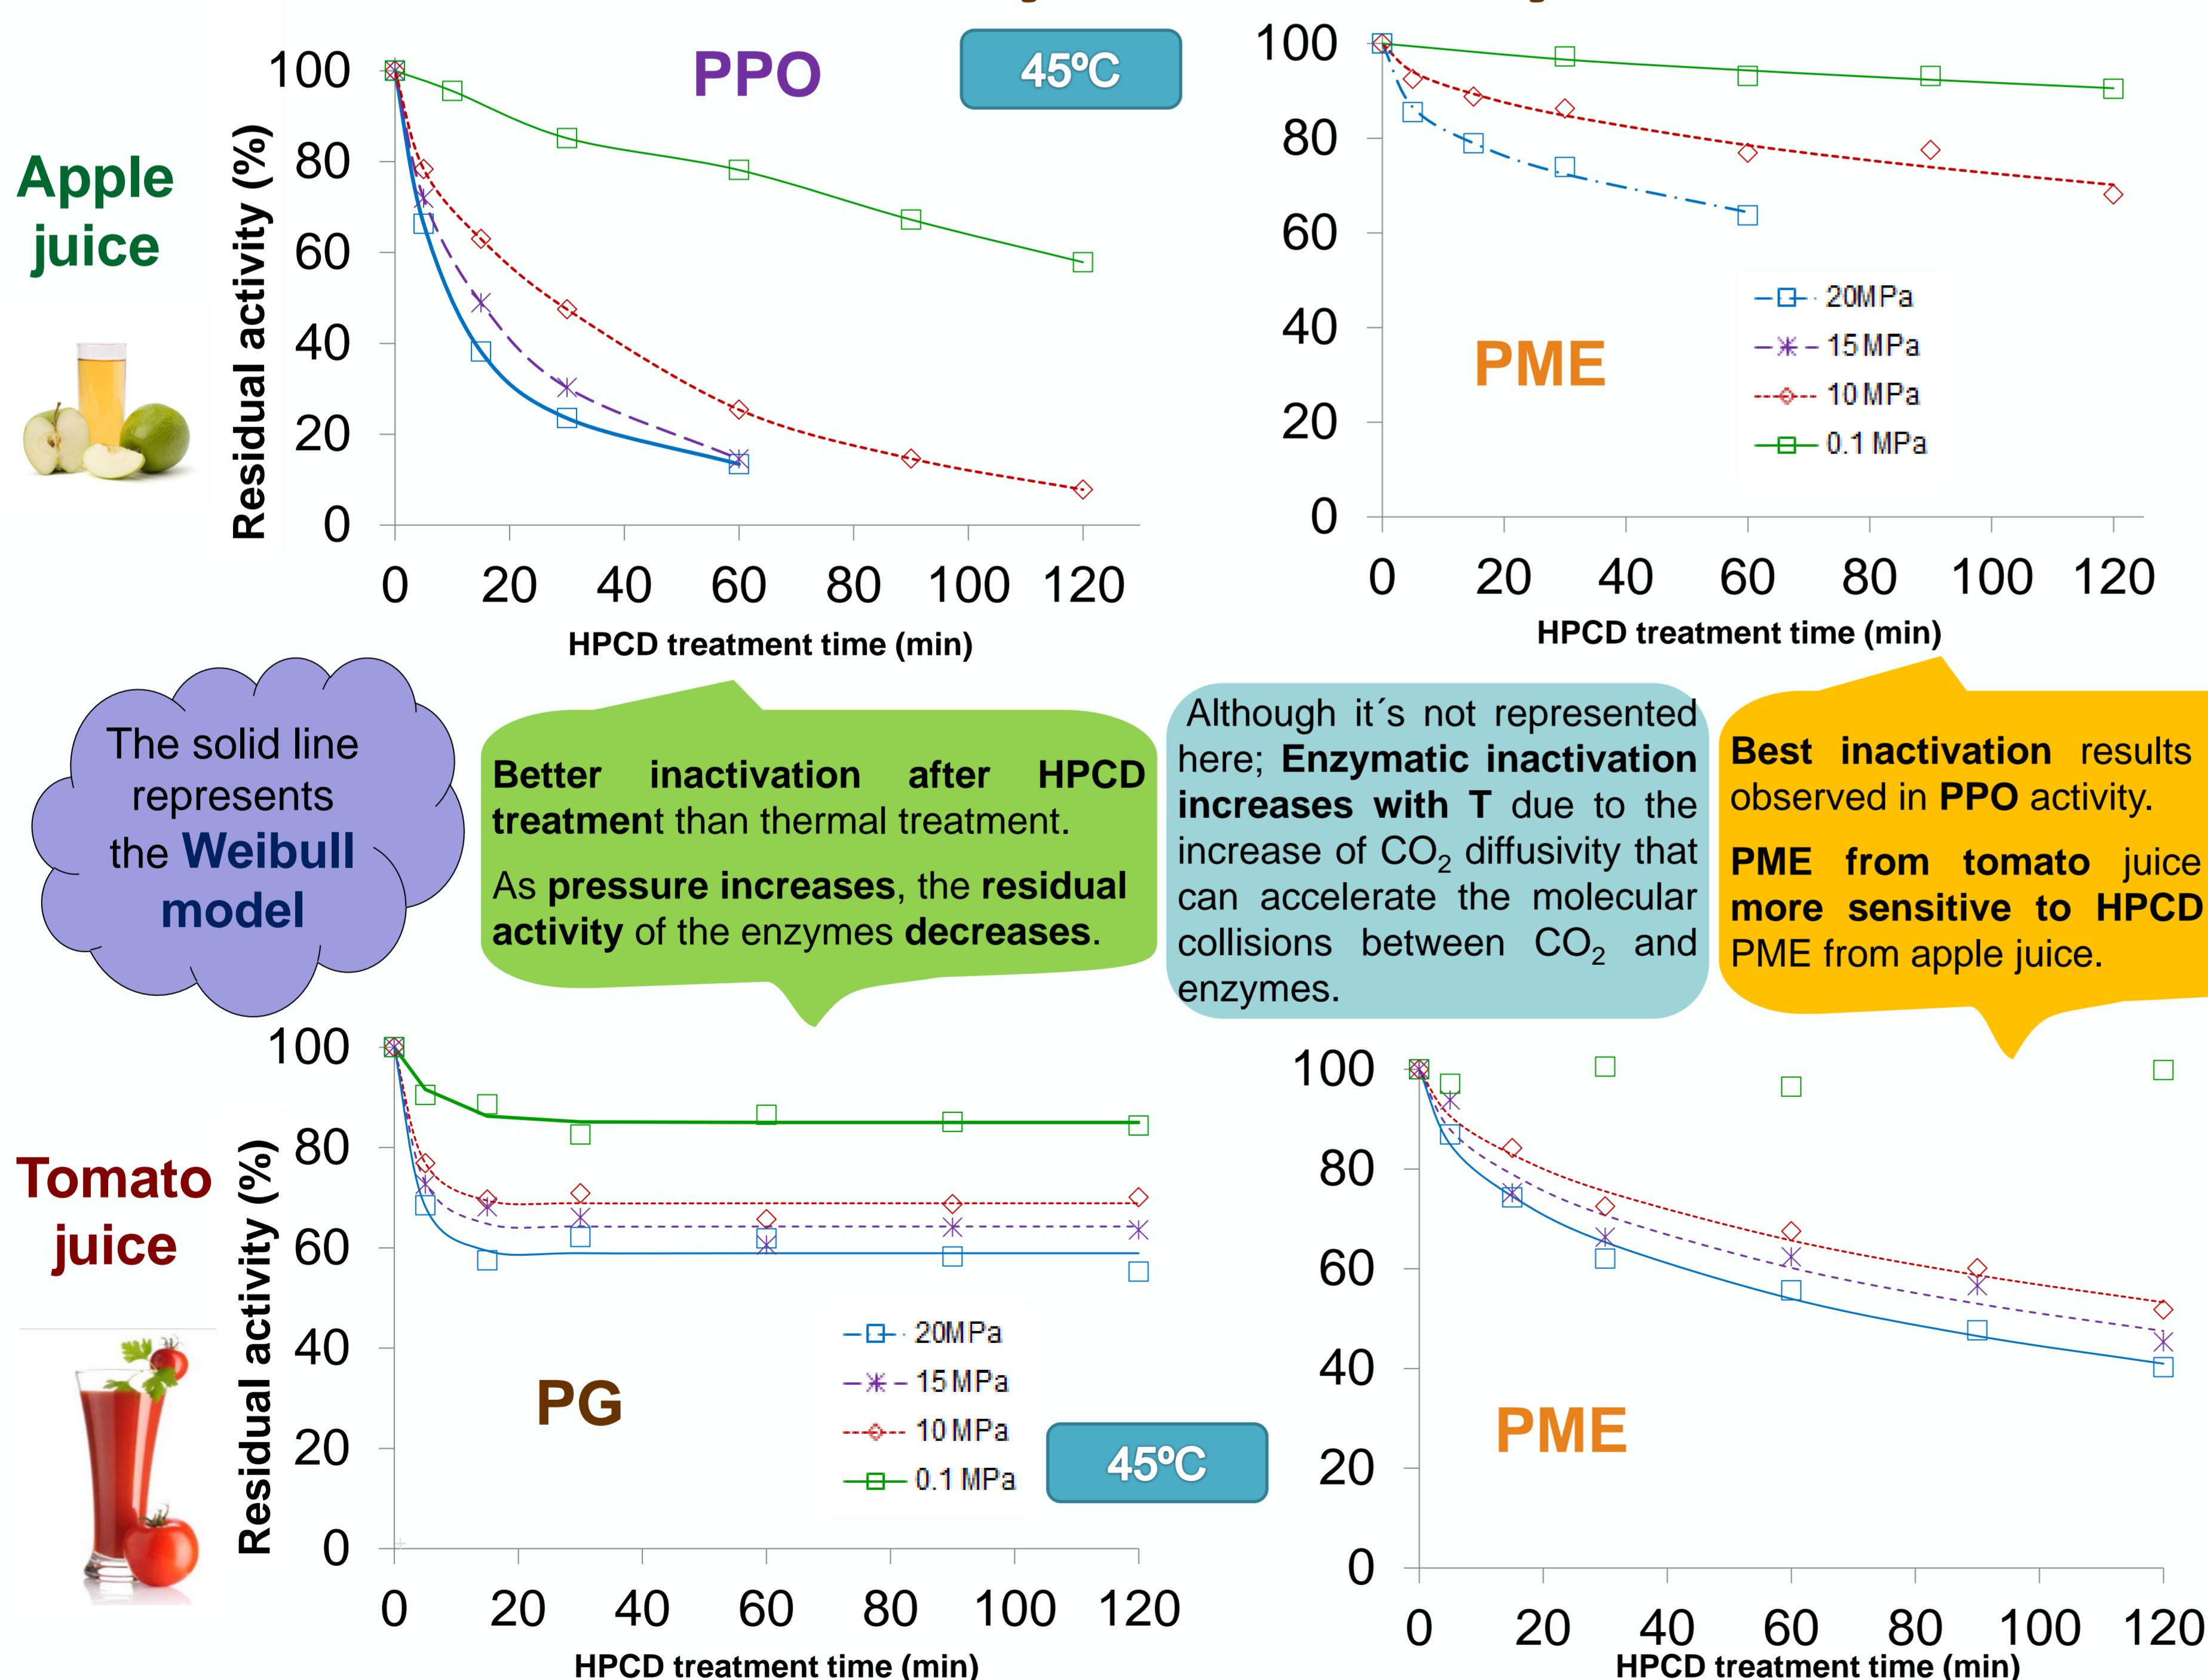 PPO
45ºC
Apple
juice
Residual activity (%)
100
80
60
40
20
0
0 20 40 60 80 100 120
HPCD treatment time (min)
100
80
60
40
20
0
PME
20MPa
15 MPa
10 MPa
0.1 MPa
0 20 40 60 80 100 120
HPCD treatment time (min)
The solid line
represents
the Weibull
model
Better inactivation after HPCD
treatment than thermal treatment.
As pressure increases, the residual
activity of the enzymes decreases.
Although it´s not represented
here; Enzymatic inactivation
increases with T due to the
increase of CO₂ diffusivity that
can accelerate the molecular
collisions between CO₂ and
enzymes.
Best inactivation results
observed in PPO activity.
PME from tomato juice
more sensitive to HPCD
PME from apple juice.
Tomato
juice
Residual activity (%)
100
80
60
40
20
0
PG
20MPa
15 MPa
10 MPa
0.1 MPa
45ºC
0 20 40 60 80 100 120
HPCD treatment time (min)
100
80
60
40
20
0
PME
0 20 40 60 80 100 120
HPCD treatment time (min)